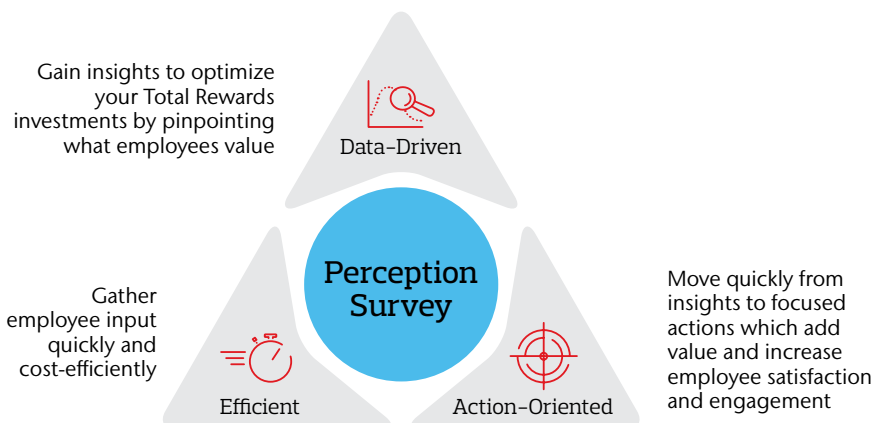 Gain insights to optimize
your Total Rewards
investments by pinpointing
what employees value
Data-Driven
Perception
Survey
Gather
employee input
quickly and
cost-efficiently
Efficient
Action-Oriented
Move quickly from
insights to focused
actions which add
value and increase
employee satisfaction
and engagement